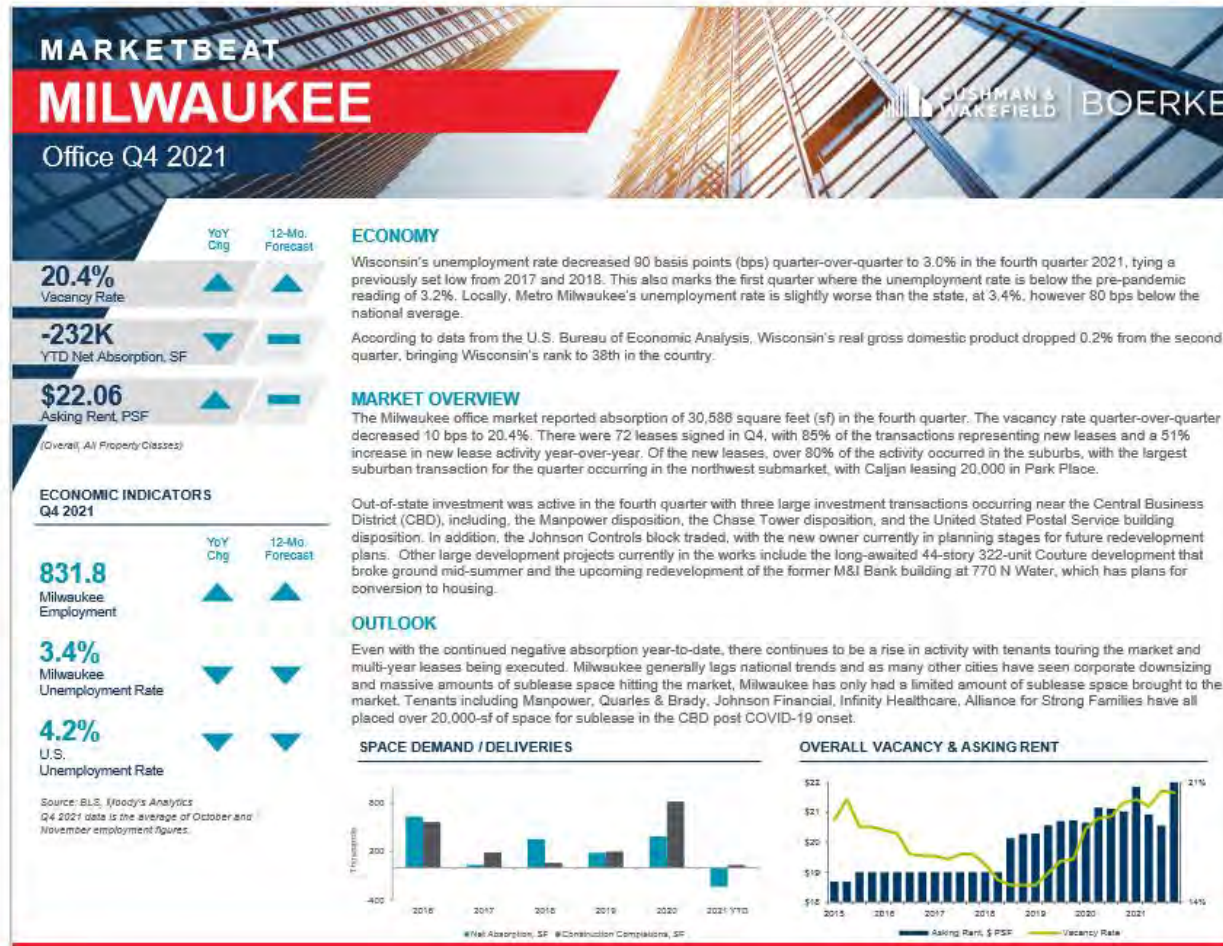 MARKETBEAT
MILWAUKEE
Office Q4 2021
CUSHMAN &
WAKEFIELD
BOERKE
YoY
Chg
12-Mo.
Forecast
20.4%
Vacancy Rate
-232K
YTD Net Absorption, SF
$22.06
Asking Rent, PSF
(Overall, All Property Classes)
ECONOMIC INDICATORS
Q4 2021
YoY
Chg
12-Mo.
Forecast
831.8
Milwaukee
Employment
3.4%
Milwaukee
Unemployment Rate
4.2%
U.S.
Unemployment Rate
Source: BLS, Moody's Analytics
Q4 2021 data is the average of October and
November employment figures.
ECONOMY
Wisconsin's unemployment rate decreased 90 basis points (bps) quarter-over-quarter to 3.0% in the fourth quarter 2021, tying a
previously set low from 2017 and 2018. This also marks the first quarter where the unemployment rate is below the pre-pandemic
reading of 3.2%. Locally, Metro Milwaukee's unemployment rate is slightly worse than the state, at 3.4%, however 80 bps below the
national average.
According to data from the U.S. Bureau of Economic Analysis, Wisconsin's real gross domestic product dropped 0.2% from the second
quarter, bringing Wisconsin's rank to 38th in the country.
MARKET OVERVIEW
The Milwaukee office market reported absorption of 30,586 square feet (sf) in the fourth quarter. The vacancy rate quarter-over-quarter
decreased 10 bps to 20.4%. There were 72 leases signed in Q4, with 85% of the transactions representing new leases and a 51%
increase in new lease activity year-over-year. Of the new leases, over 80% of the activity occurred in the suburbs, with the largest
suburban transaction for the quarter occurring in the northwest submarket, with Caljan leasing 20,000 in Park Place.
Out-of-state investment was active in the fourth quarter with three large investment transactions occurring near the Central Business
District (CBD), including, the Manpower disposition, the Chase Tower disposition, and the United Stated Postal Service building
disposition. In addition, the Johnson Controls block traded, with the new owner currently in planning stages for future redevelopment
plans. Other large development projects currently in the works include the long-awaited 44-story 322-unit Couture development that
broke ground mid-summer and the upcoming redevelopment of the former M&I Bank building at 770 N Water, which has plans for
conversion to housing.
OUTLOOK
Even with the continued negative absorption year-to-date, there continues to be a rise in activity with tenants touring the market and
multi-year leases being executed. Milwaukee generally lags national trends and as many other cities have seen corporate downsizing
and massive amounts of sublease space hitting the market, Milwaukee has only had a limited amount of sublease space brought to the
market. Tenants including Manpower, Quarles & Brady, Johnson Financial, Infinity Healthcare, Alliance for Strong Families have all
placed over 20,000-sf of space for sublease in the CBD post COVID-19 onset.
SPACE DEMAND / DELIVERIES
Thousands
800
200
-400
2016 2017 2018 2019 2020 2021 YTD
Net Absorption, SF Construction Completions, SF
OVERALL VACANCY & ASKING RENT
$22
$21
$20
$19
$18
21%
14%
2015 2016 2017 2018 2019 2020 2021
Asking Rent, $ PSF Vacancy Rate